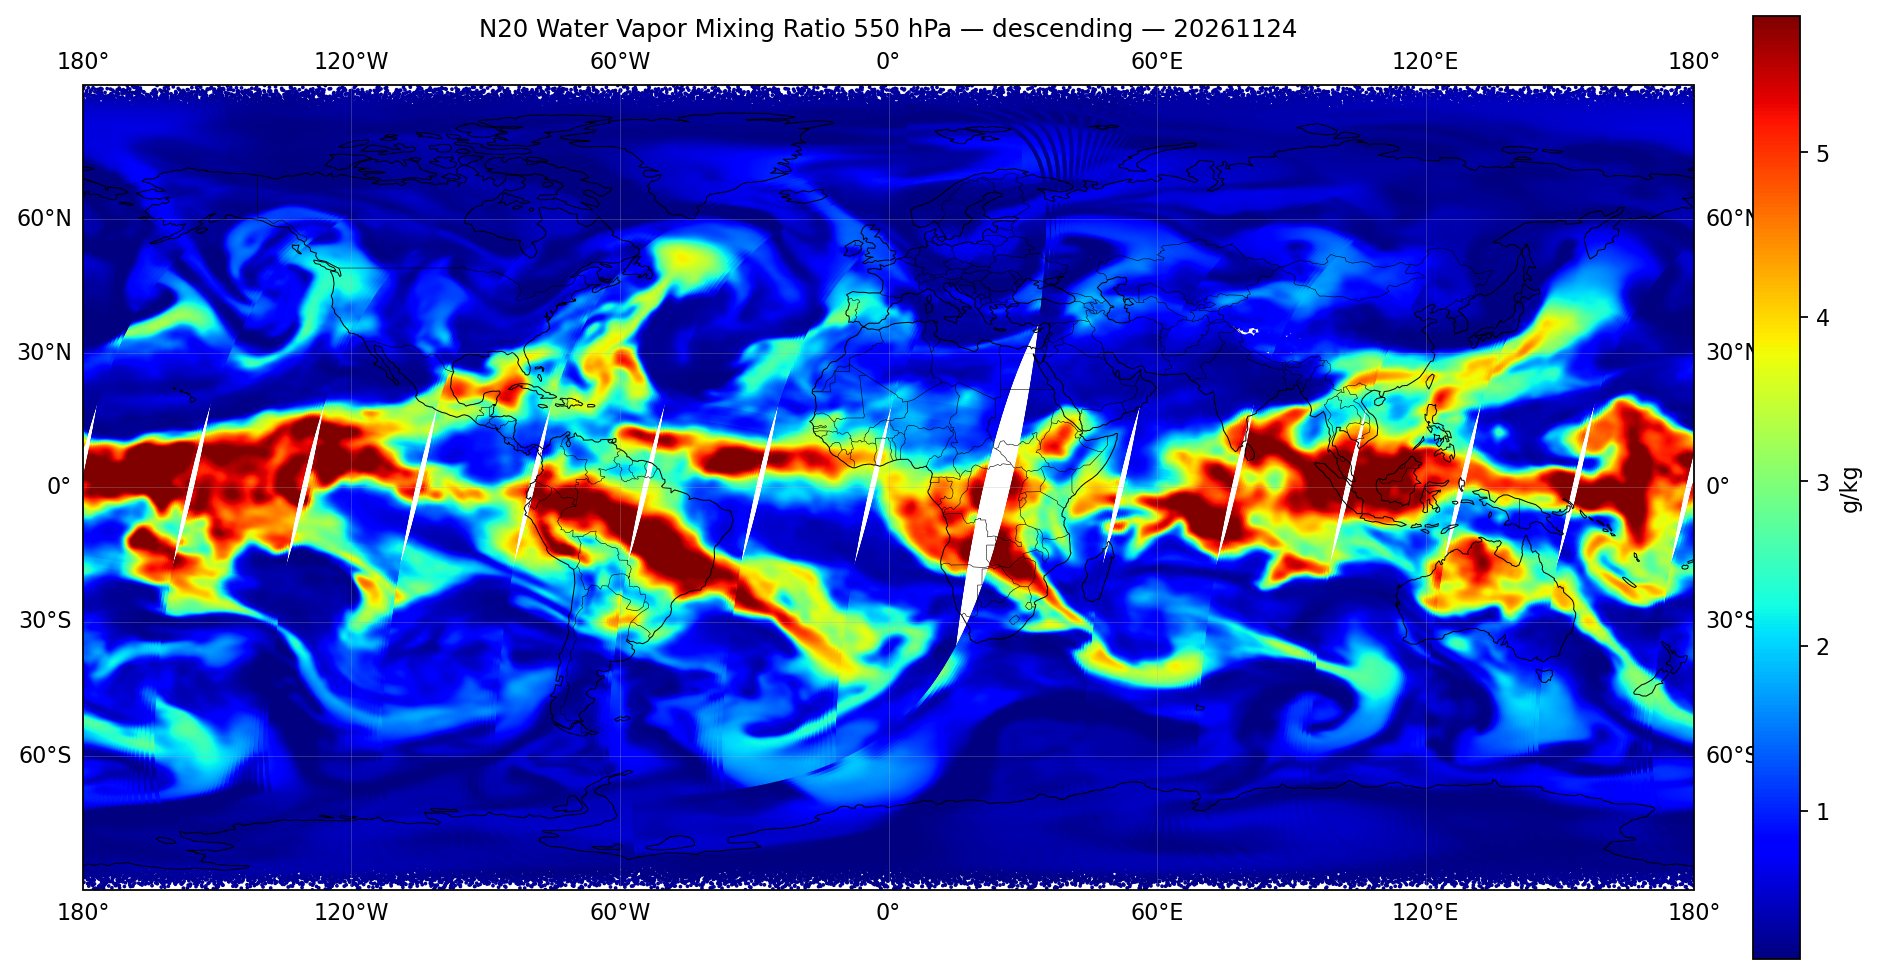 N20 Water Vapor Mixing Ratio 550 hPa — descending — 20261124
180° 120°W 60°W 0° 60°E 120°E 180°
60°N 60°N
30°N 30°N
0° 0°
30°S 30°S
60°S 60°S
180° 120°W 60°W 0° 60°E 120°E 180°
5
4
3
2
1
g/kg